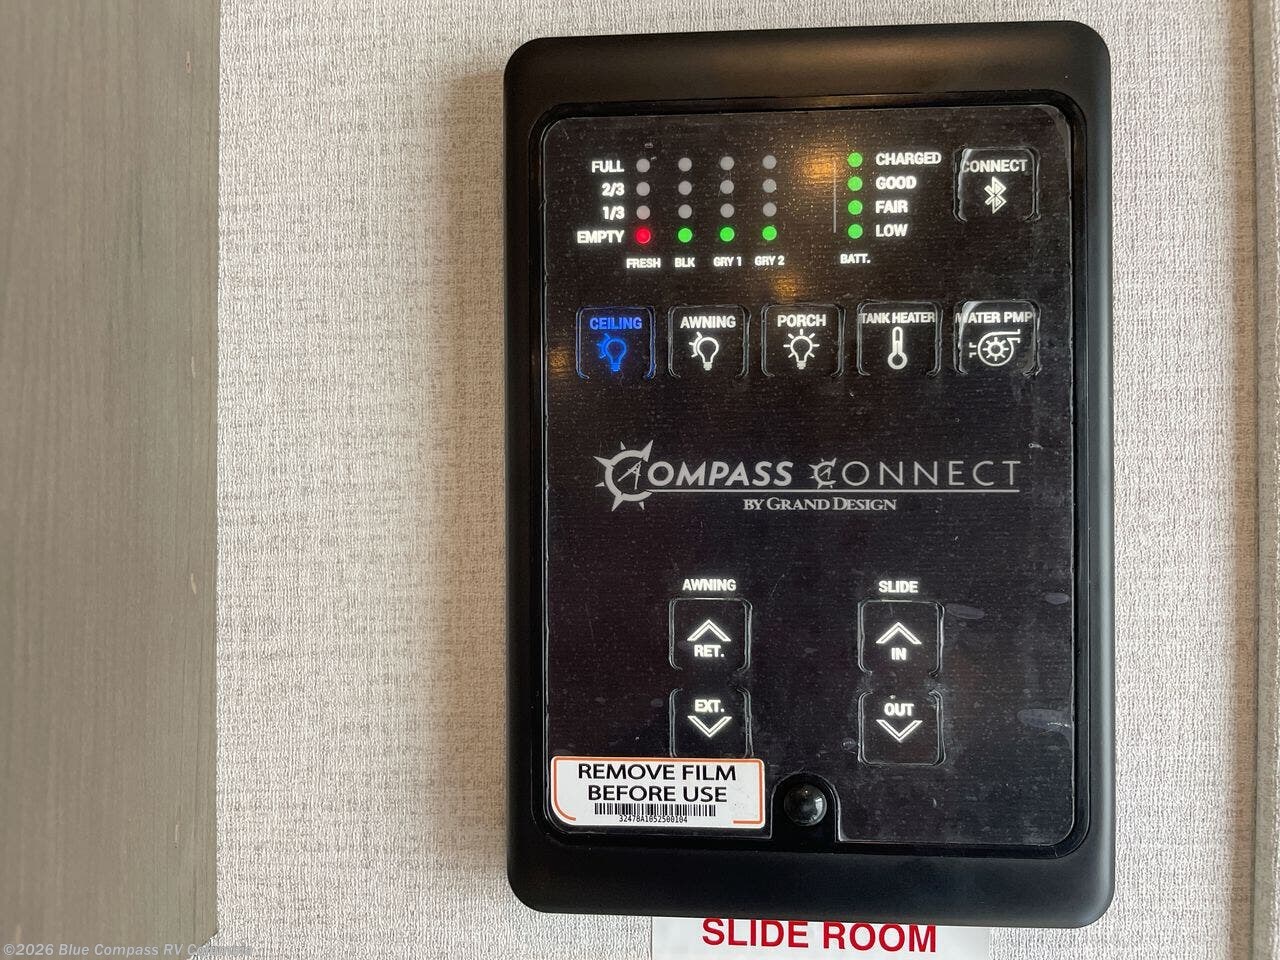 FULL
2/3
1/3
EMPTY
FRESH BLK GRY 1 GRY 2
CHARGED
GOOD
FAIR
LOW
BATT.
CONNECT
CEILING AWNING PORCH TANK HEATER WATER PMP
COMPASS CONNECT
BY GRAND DESIGN
AWNING SLIDE
RET. IN
EXT. OUT
REMOVE FILM
BEFORE USE
32478A1052500104
SLIDE ROOM
©2026 Blue Compass RV